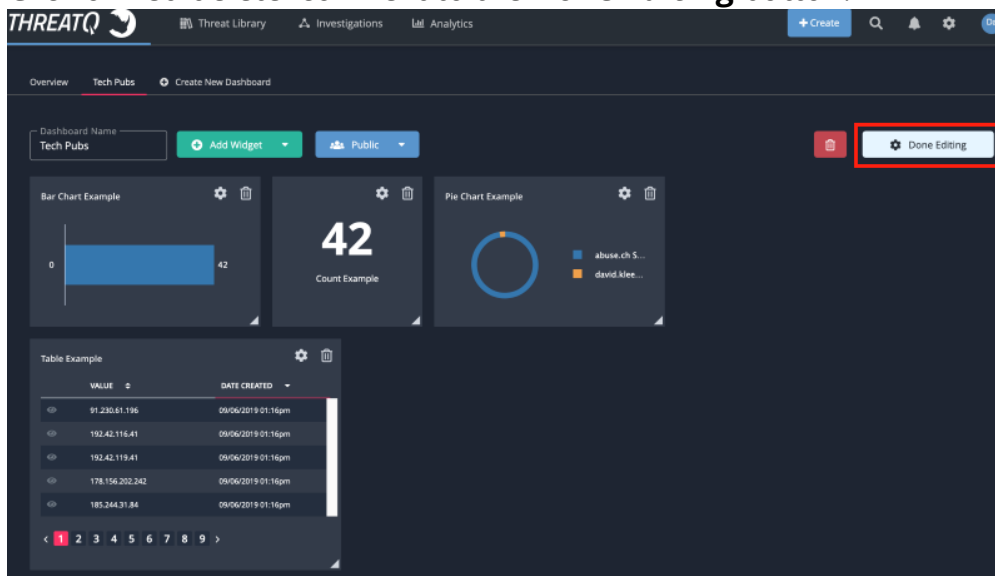 THREATQ
Threat Library
Investigations
Analytics
+ Create
Overview
Tech Pubs
Create New Dashboard
Dashboard Name
Tech Pubs
Add Widget
Public
Done Editing
Bar Chart Example
0
42
42
Count Example
Pie Chart Example
abuse.ch S...
david.klee...
Table Example
VALUE DATE CREATED
91.230.61.196 09/06/2019 01:16pm
192.42.116.41 09/06/2019 01:16pm
192.42.119.41 09/06/2019 01:16pm
178.156.202.242 09/06/2019 01:16pm
185.244.31.84 09/06/2019 01:16pm
< 1 2 3 4 5 6 7 8 9 >